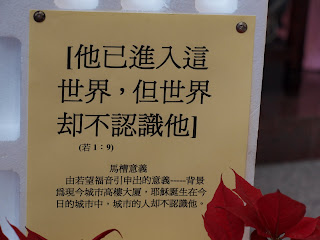 [他已進入這
世界，但世界
却不認識他]
(若1：9)
馬槽意義
由若望福音引申出的意義-----背景
為現今城市高樓大厦，耶穌誕生在今
日的城市中，城市的人却不認識他。